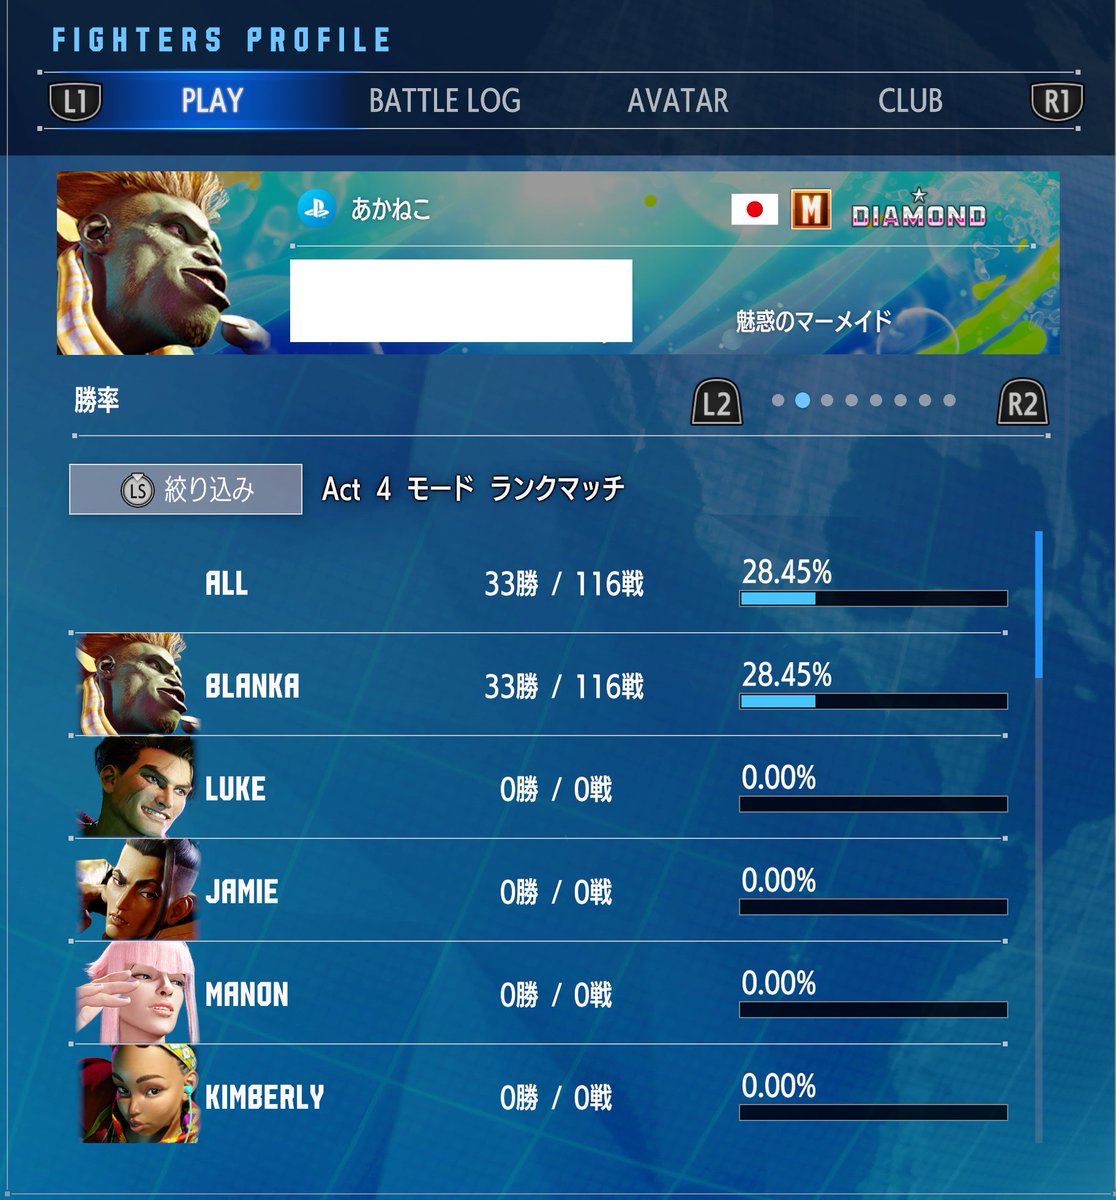 FIGHTERS PROFILE
L1 PLAY BATTLE LOG AVATAR CLUB R1
あかねこ M DIAMOND
魅惑のマーメイド
勝率 L2 R2
LS 絞り込み Act 4 モード ランクマッチ
ALL 33勝 / 116戦 28.45%
BLANKA 33勝 / 116戦 28.45%
LUKE 0勝 / 0戦 0.00%
JAMIE 0勝 / 0戦 0.00%
MANON 0勝 / 0戦 0.00%
KIMBERLY 0勝 / 0戦 0.00%